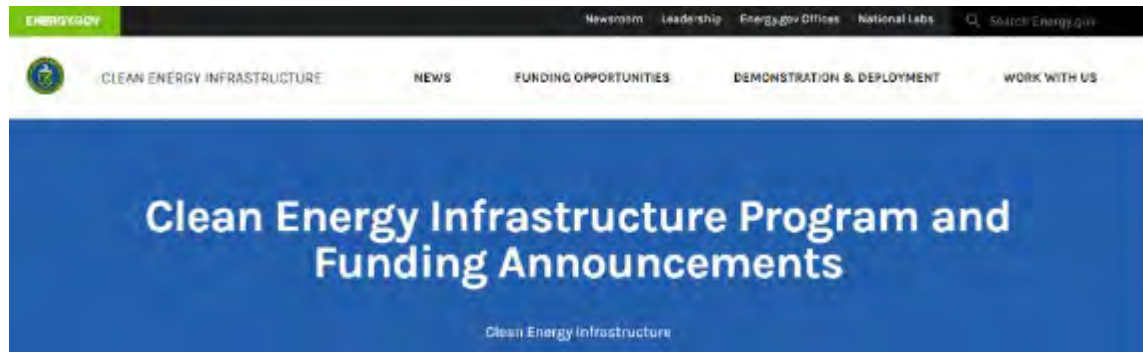 ENERGY.GOV
Newsroom Leadership Energy.gov Offices National Labs Search Energy.gov
CLEAN ENERGY INFRASTRUCTURE NEWS FUNDING OPPORTUNITIES DEMONSTRATION & DEPLOYMENT WORK WITH US
Clean Energy Infrastructure Program and
Funding Announcements
Clean Energy Infrastructure